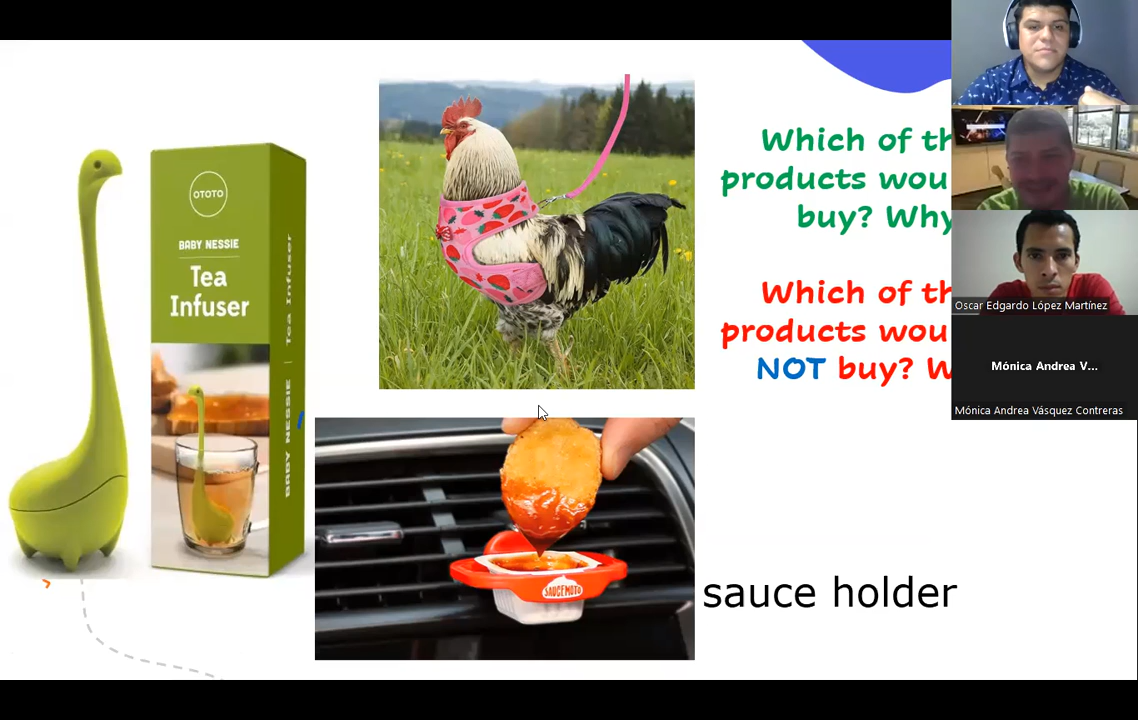 OTOTO
BABY NESSIE
Tea
Infuser
BABY NESSIE | Tea Infuser
Which of th
products wou
buy? Why
Which of th
products wou
NOT buy? W
SAUCEMOTO
sauce holder
Oscar Edgardo López Martínez
Mónica Andrea V...
Mónica Andrea Vásquez Contreras